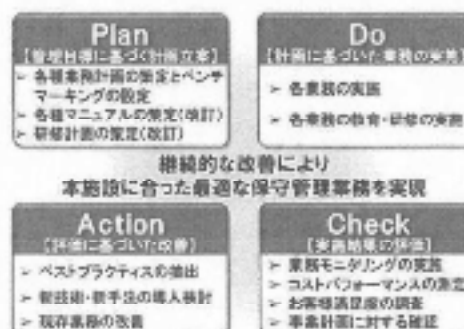 Plan
【管理目標に基づく計画立案】
➢ 各種業務計画の策定とベンチ
マーキングの設定
➢ 各種マニュアルの策定(改訂)
➢ 研修計画の策定(改訂)
Do
【計画に基づいた業務の実施】
➢ 各業務の実施
➢ 各業務の教育・研修の実施
継続的な改善により
本施設に合った最適な保守管理業務を実現
Action
【評価に基づいた改善】
➢ ベストプラクティスの抽出
➢ 新技術・新手法の導入検討
➢ 既存業務の改善
Check
【実施結果の評価】
➢ 業務モニタリングの実施
➢ コストパフォーマンスの測定
➢ お客様満足度の調査
➢ 事業計画に対する確認